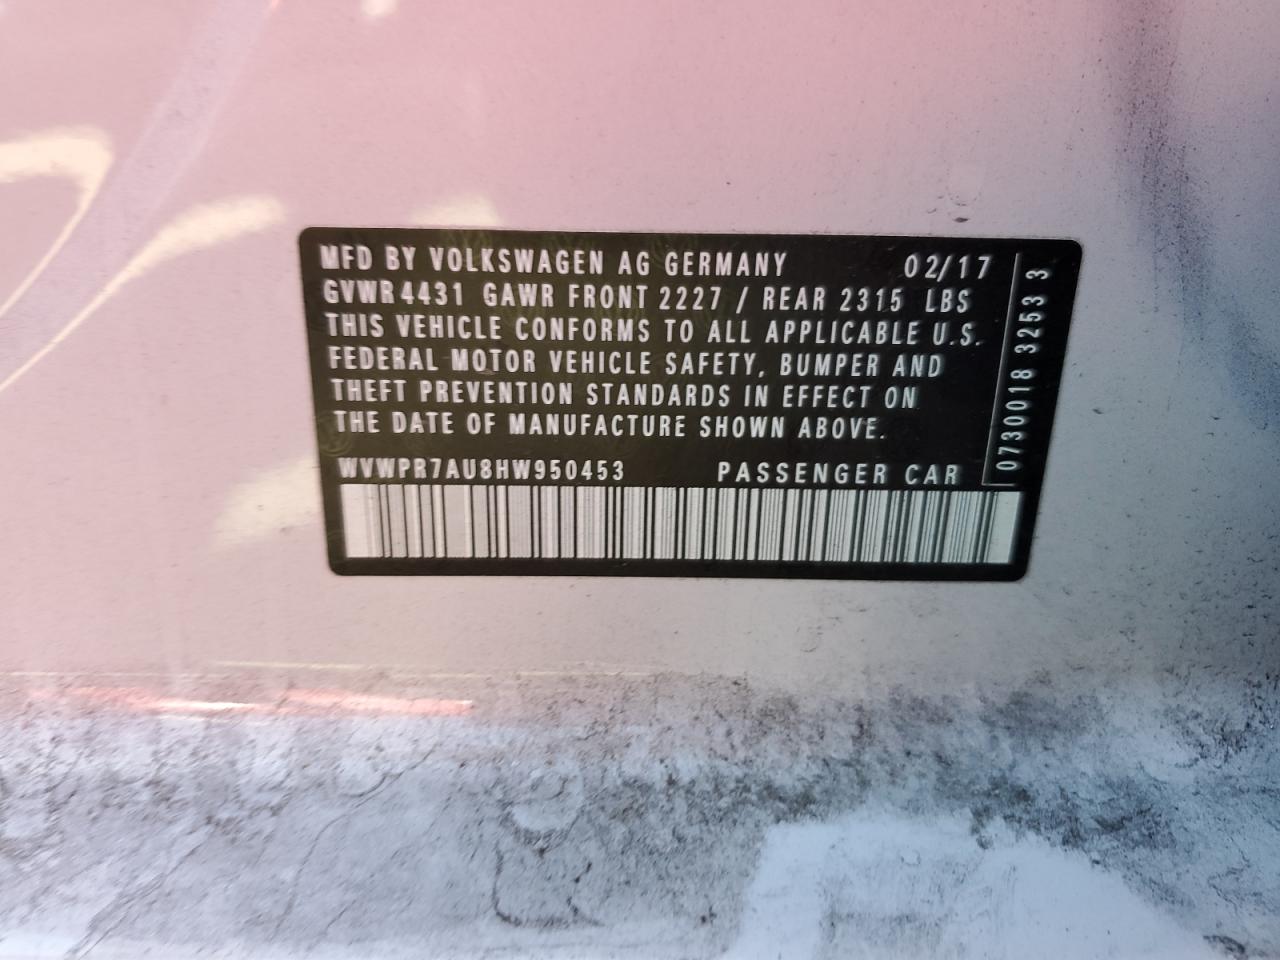 MFD BY VOLKSWAGEN AG GERMANY 02/17
GVWR 4431 GAWR FRONT 2227 / REAR 2315 LBS
THIS VEHICLE CONFORMS TO ALL APPLICABLE U.S.
FEDERAL MOTOR VEHICLE SAFETY, BUMPER AND
THEFT PREVENTION STANDARDS IN EFFECT ON
THE DATE OF MANUFACTURE SHOWN ABOVE.
WVWPR7AU8HW950453 PASSENGER CAR
0730018 3253 3